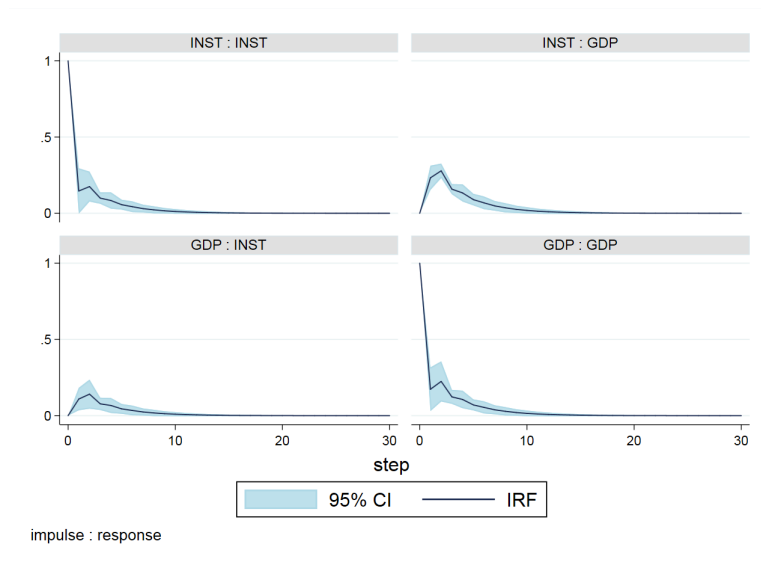 INST : INST
INST : GDP
1
.5
0
GDP : INST
GDP : GDP
1
.5
0
0 10 20 30
0 10 20 30
step
95% CI IRF
impulse : response